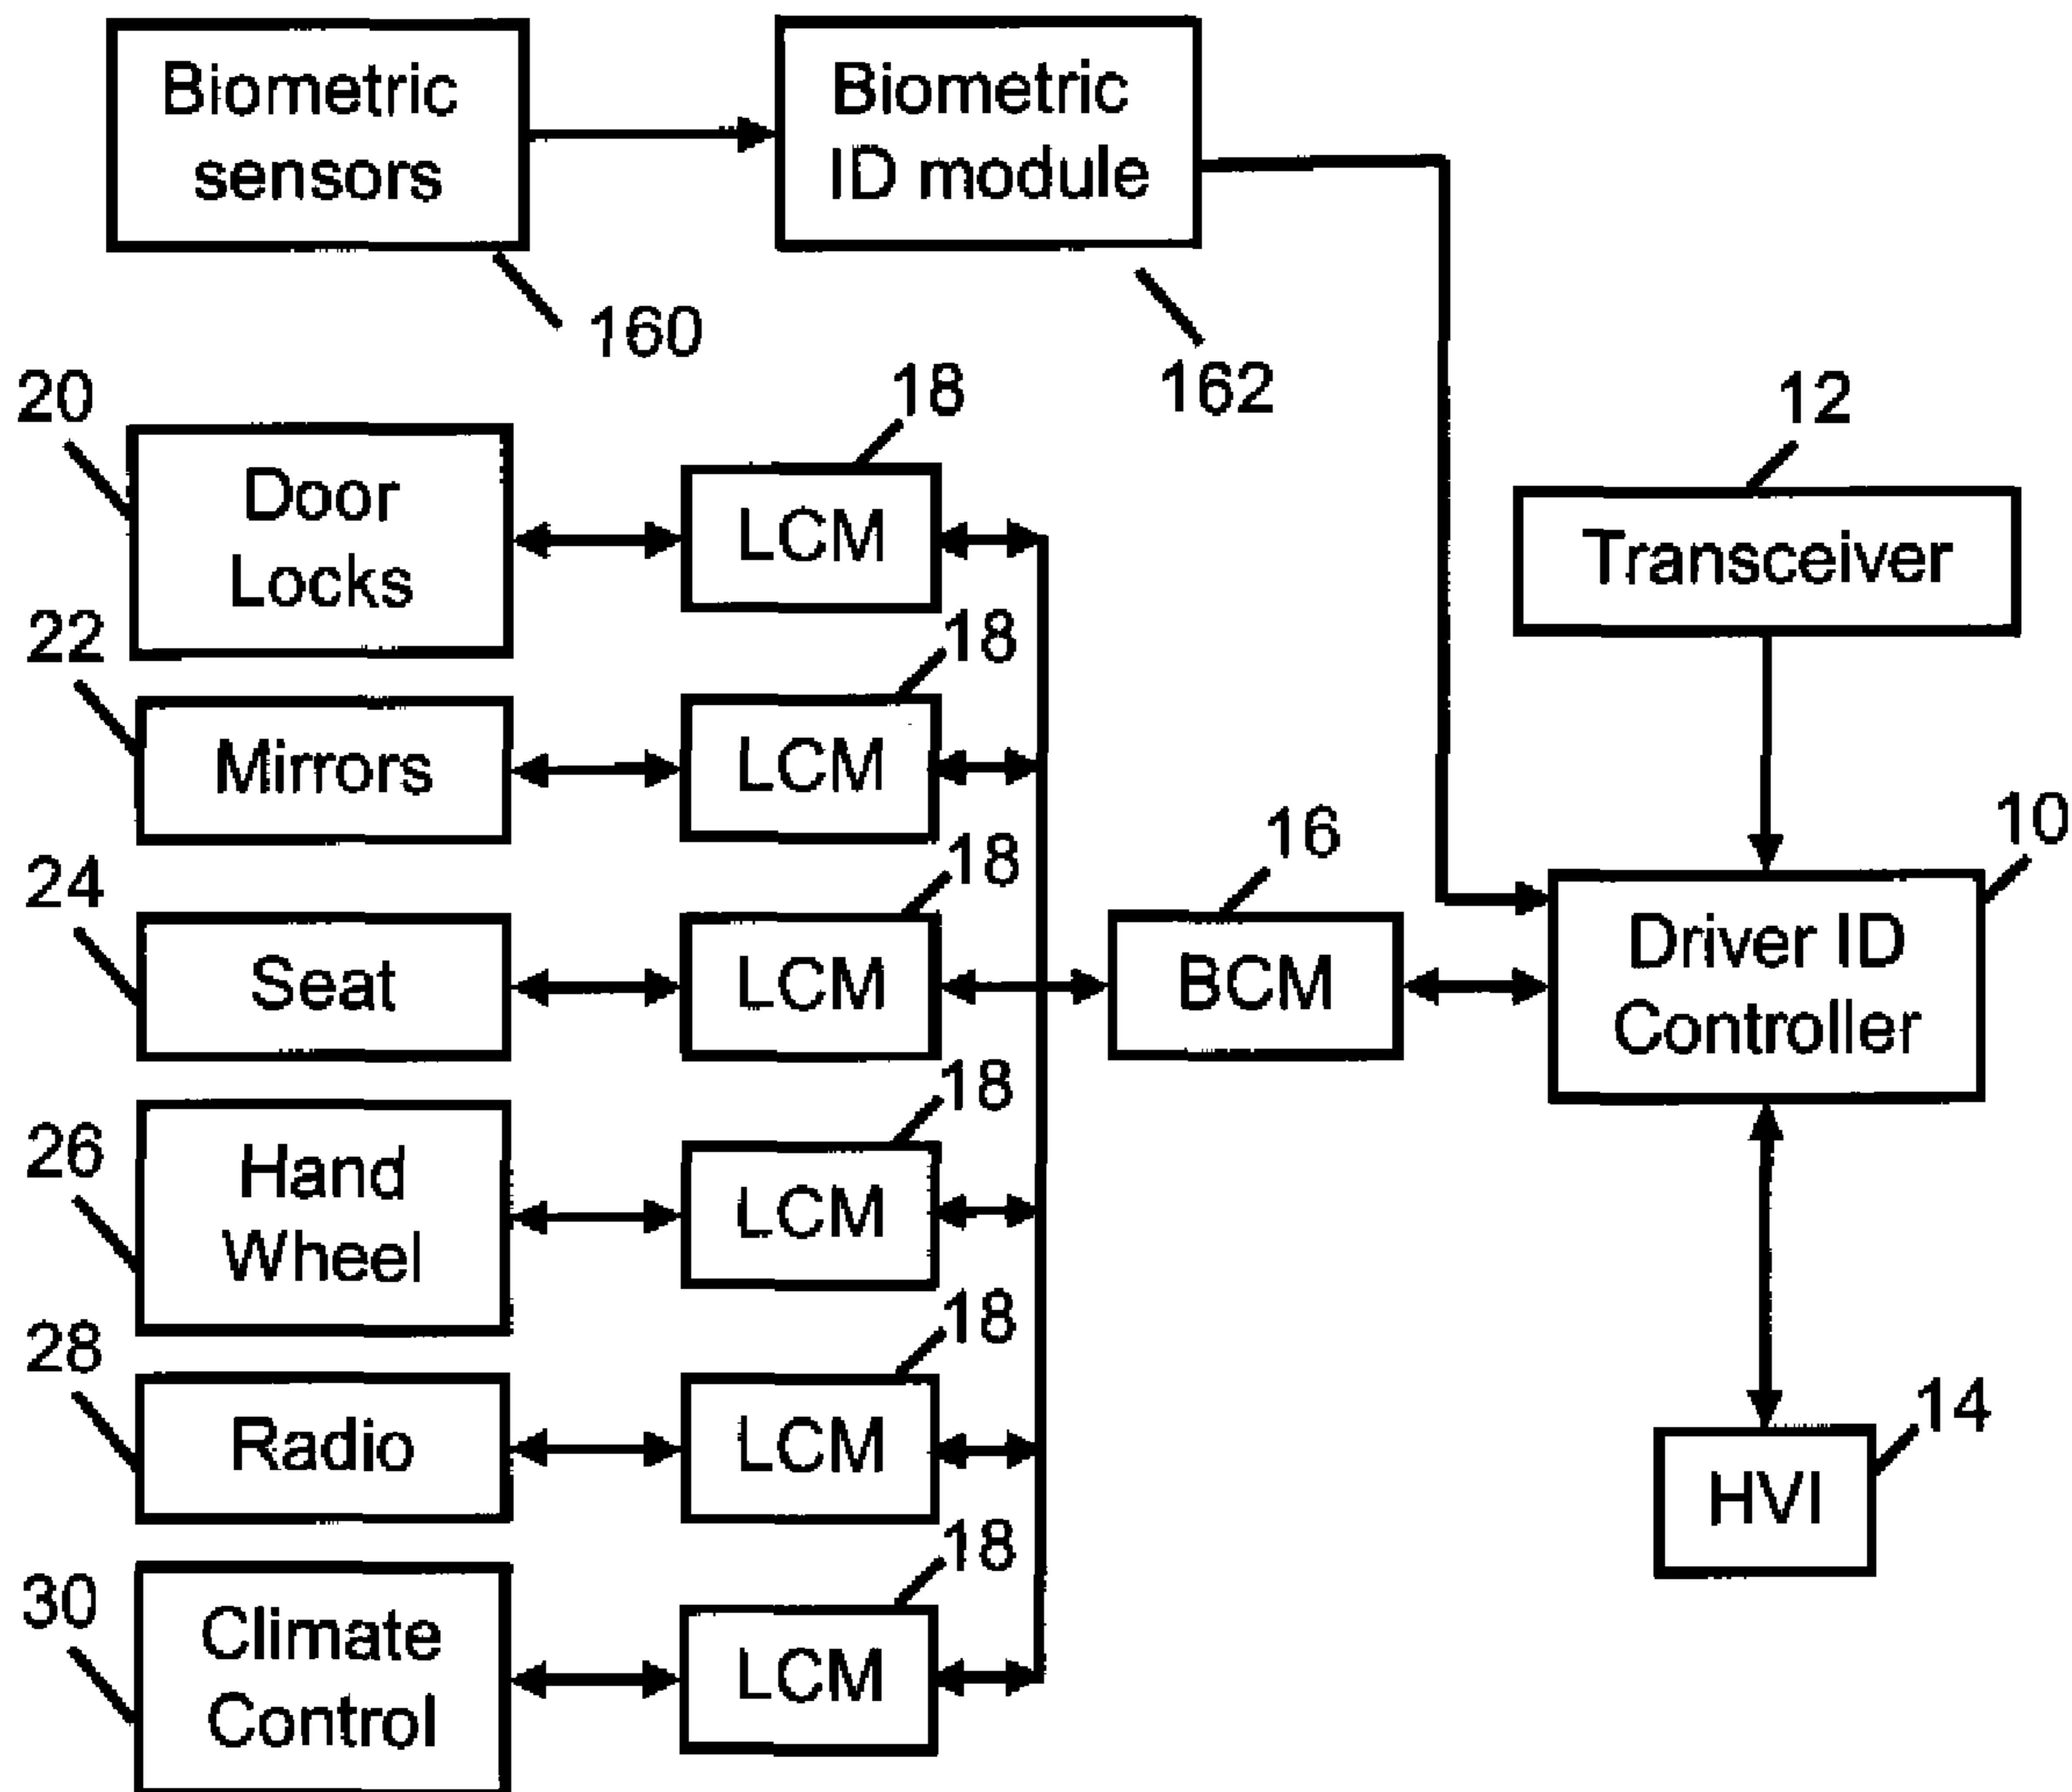 Biometric
sensors
Biometric
ID module
160
162
20
18
12
Door
Locks
LCM
Transceiver
22
18
Mirrors
LCM
10
24
18
16
Seat
LCM
BCM
Driver ID
Controller
26
18
Hand
Wheel
LCM
28
18
14
Radio
LCM
HVI
30
18
Climate
Control
LCM